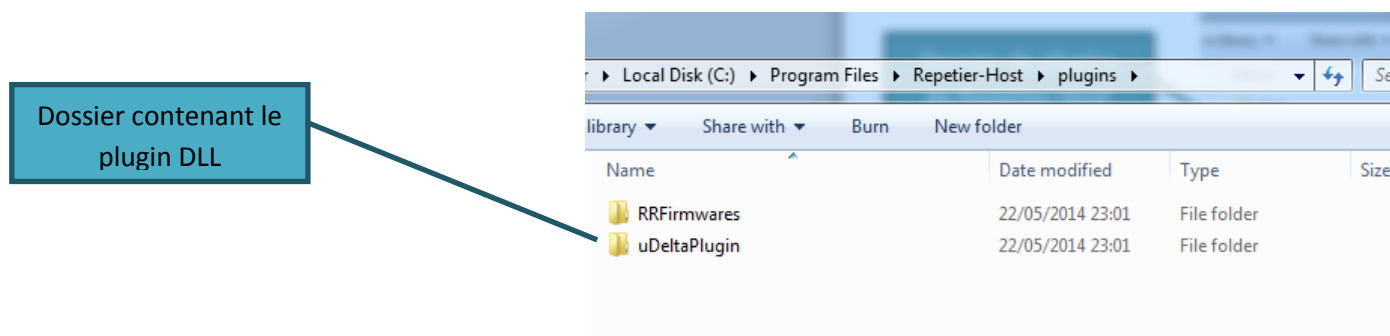 Dossier contenant le
plugin DLL
Local Disk (C:) Program Files Repetier-Host plugins
library Share with Burn New folder
Name Date modified Type Size
RRFirmwares 22/05/2014 23:01 File folder
uDeltaPlugin 22/05/2014 23:01 File folder